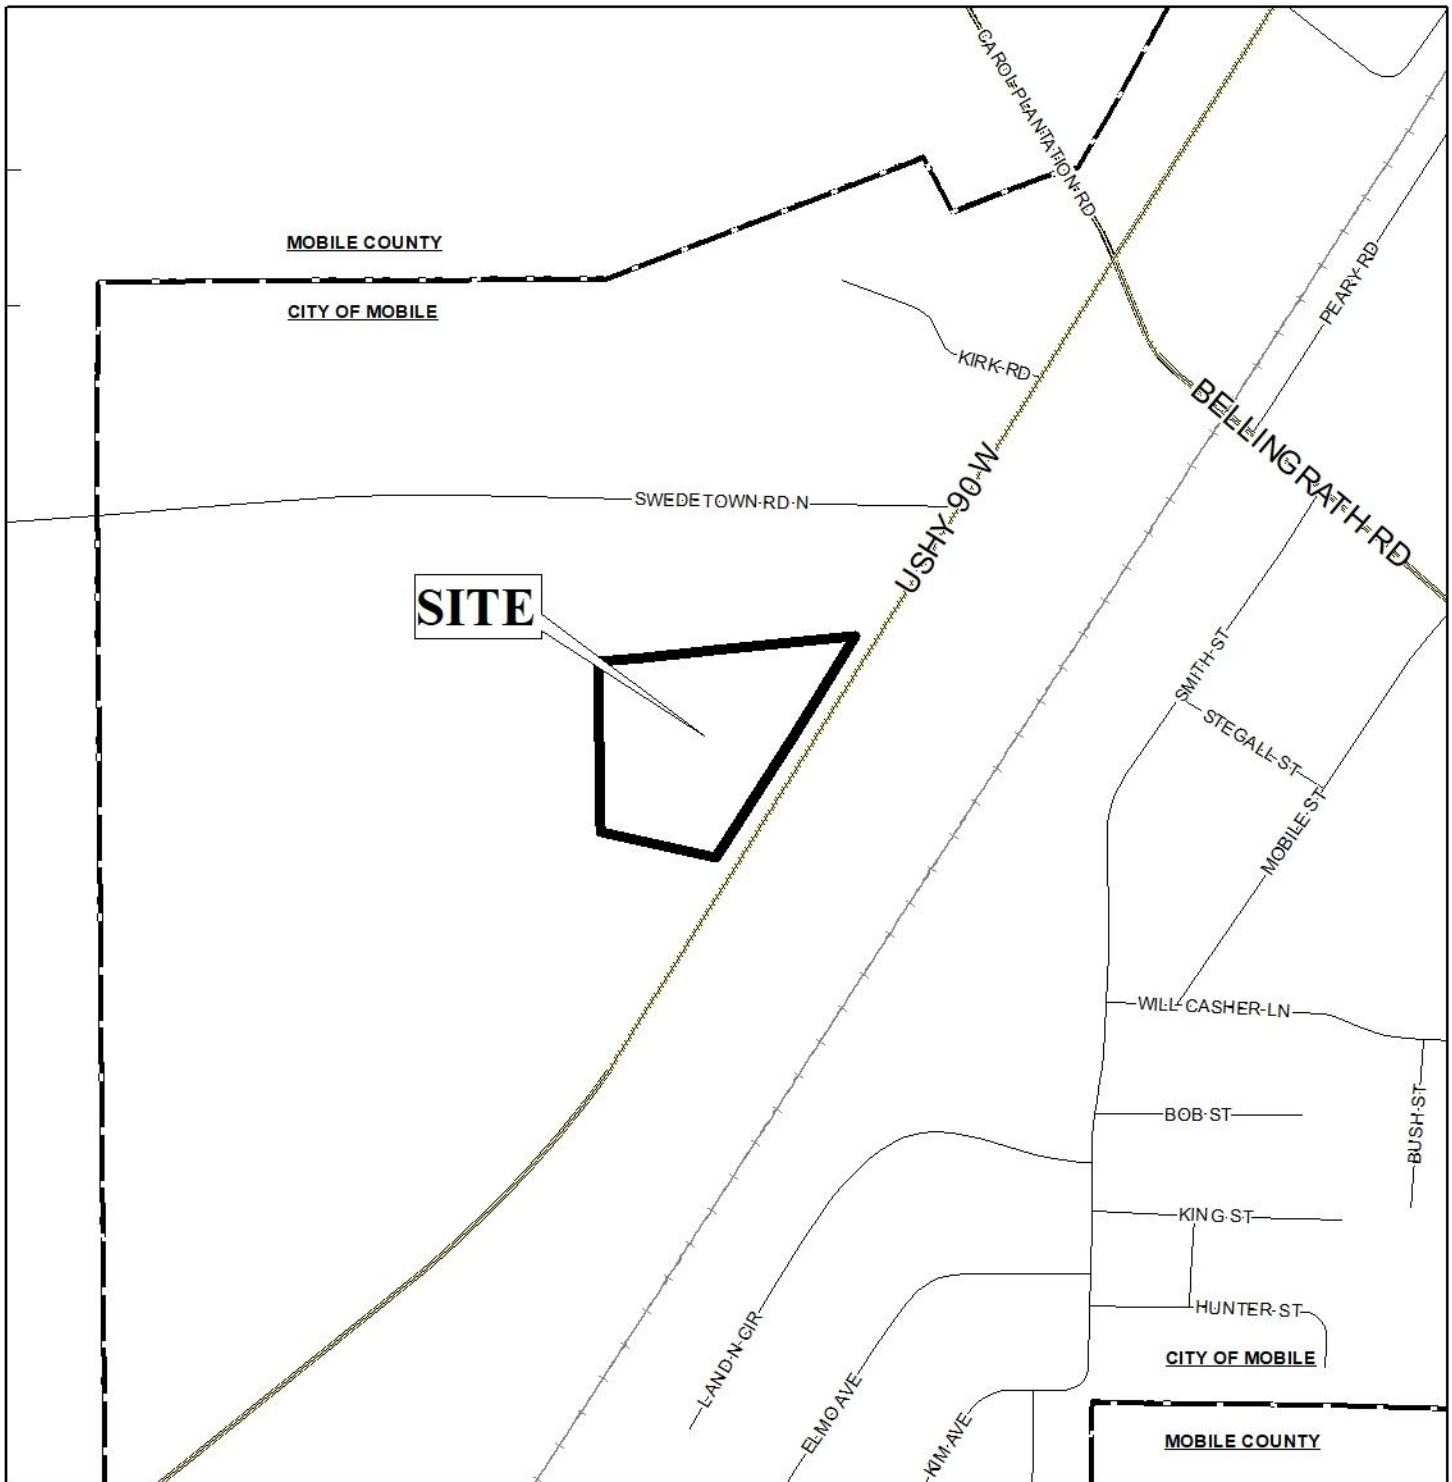 CAROL PLANTATION RD
MOBILE COUNTY
CITY OF MOBILE
PEARY RD
KIRK RD
BELLINGRATH RD
USHY 90 W
SWEDETOWN RD N
SITE
SMITH ST
STEGALL ST
MOBILE ST
WILL CASHER LN
BOB ST
BUSH ST
KING ST
HUNTER ST
LAND N CIR
ELMO AVE
KIM AVE
CITY OF MOBILE
MOBILE COUNTY